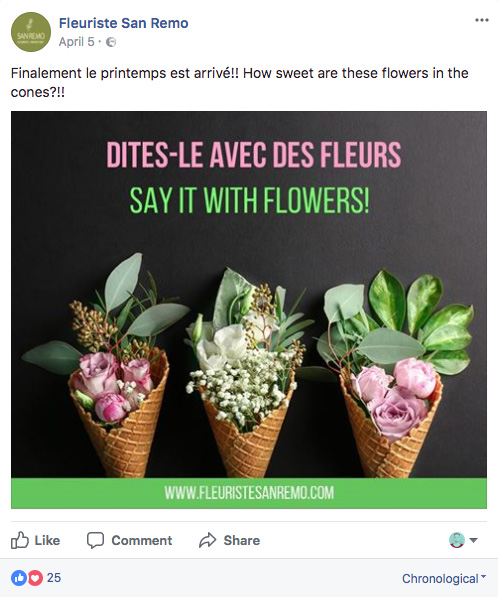 SAN REMO
Fleuriste San Remo
April 5 ·
Finalement le printemps est arrivé!! How sweet are these flowers in the
cones?!!
DITES-LE AVEC DES FLEURS
SAY IT WITH FLOWERS!
WWW.FLEURISTESANREMO.COM
Like Comment Share
25 Chronological